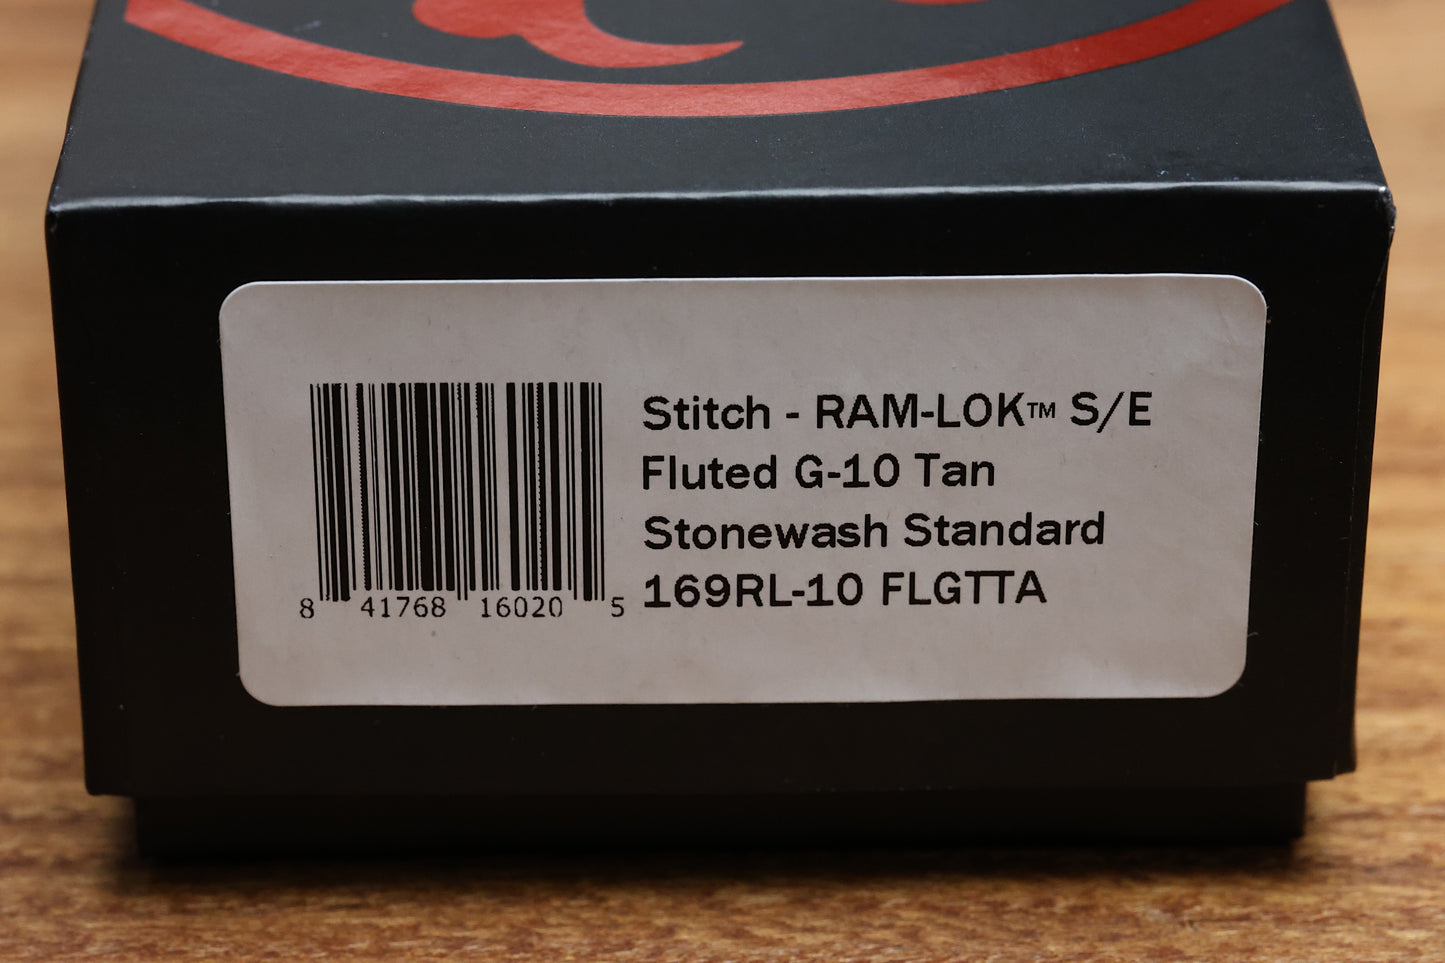 Stitch - RAM-LOK™ S/E
Fluted G-10 Tan
Stonewash Standard
169RL-10 FLGTTA
8 41768 16020 5